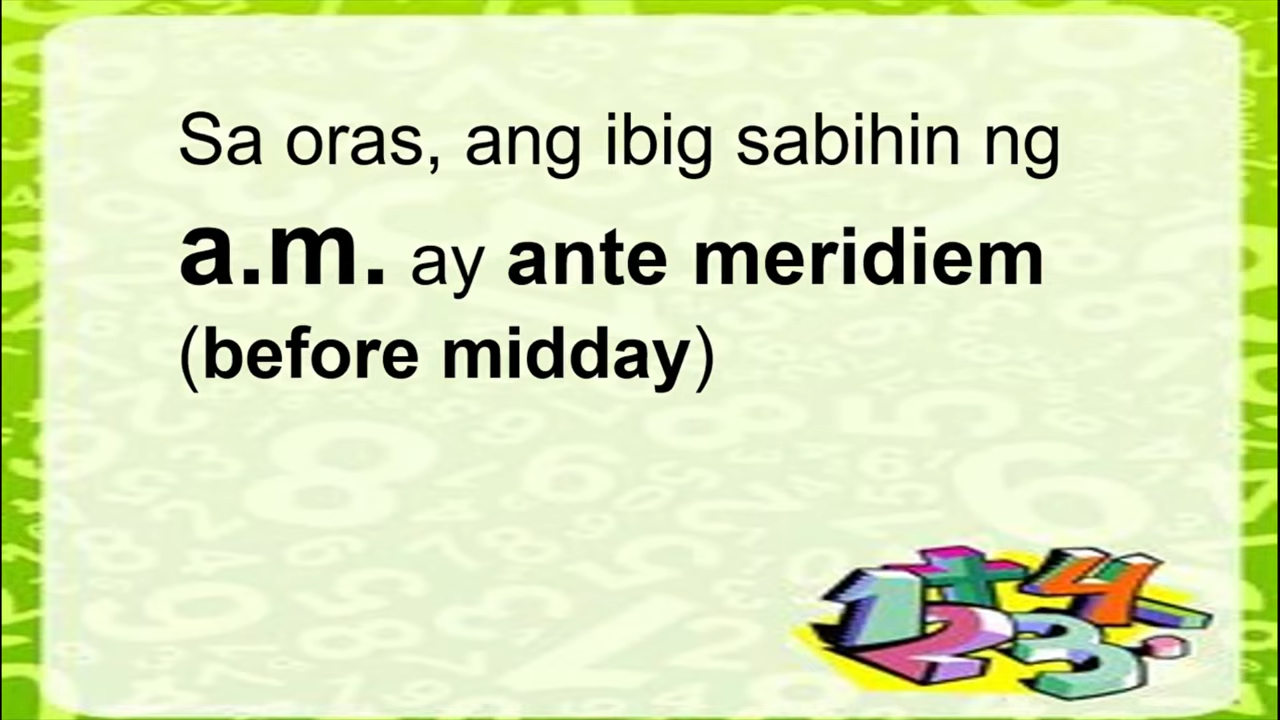 Sa oras, ang ibig sabihin ng
a.m. ay ante meridiem
(before midday)